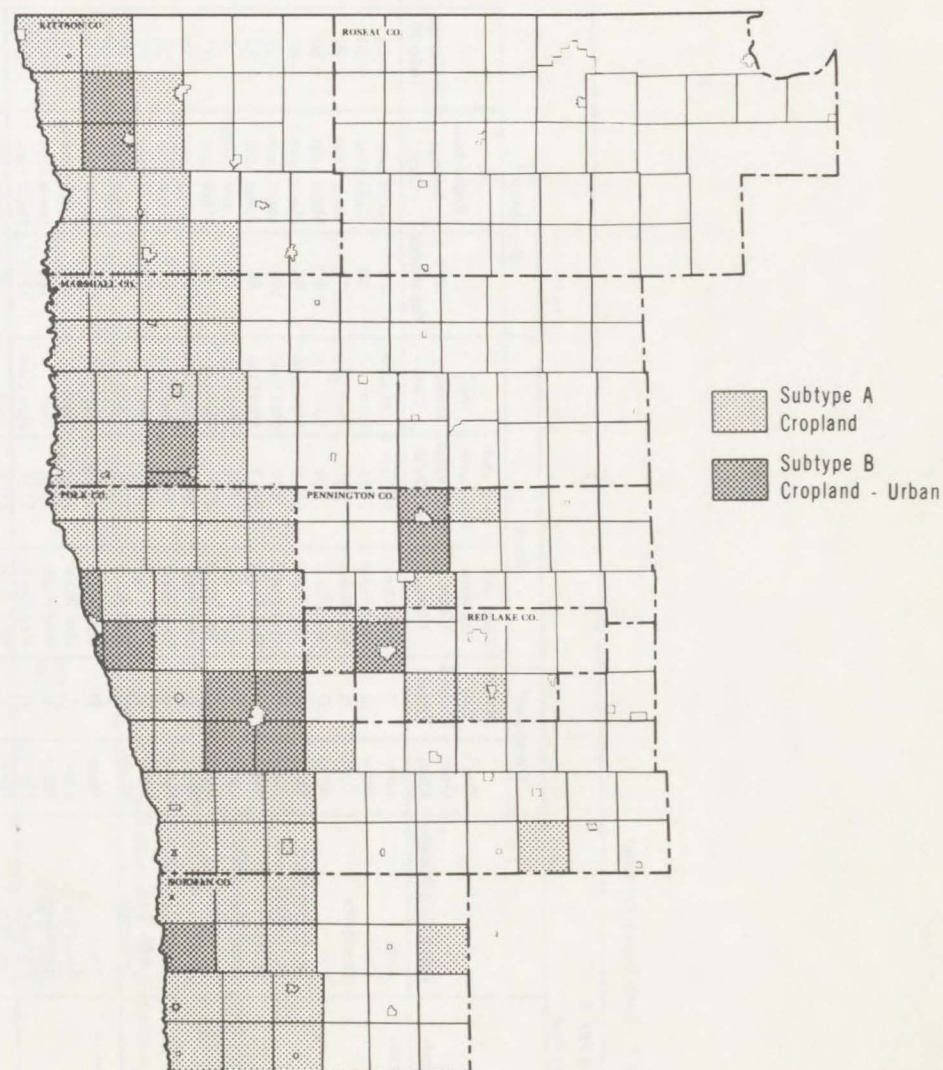 KITTSON CO.
ROSEAU CO.
MARSHALL CO.
POLK CO.
PENNINGTON CO.
RED LAKE CO.
NORMAN CO.
Subtype A
Cropland
Subtype B
Cropland - Urban